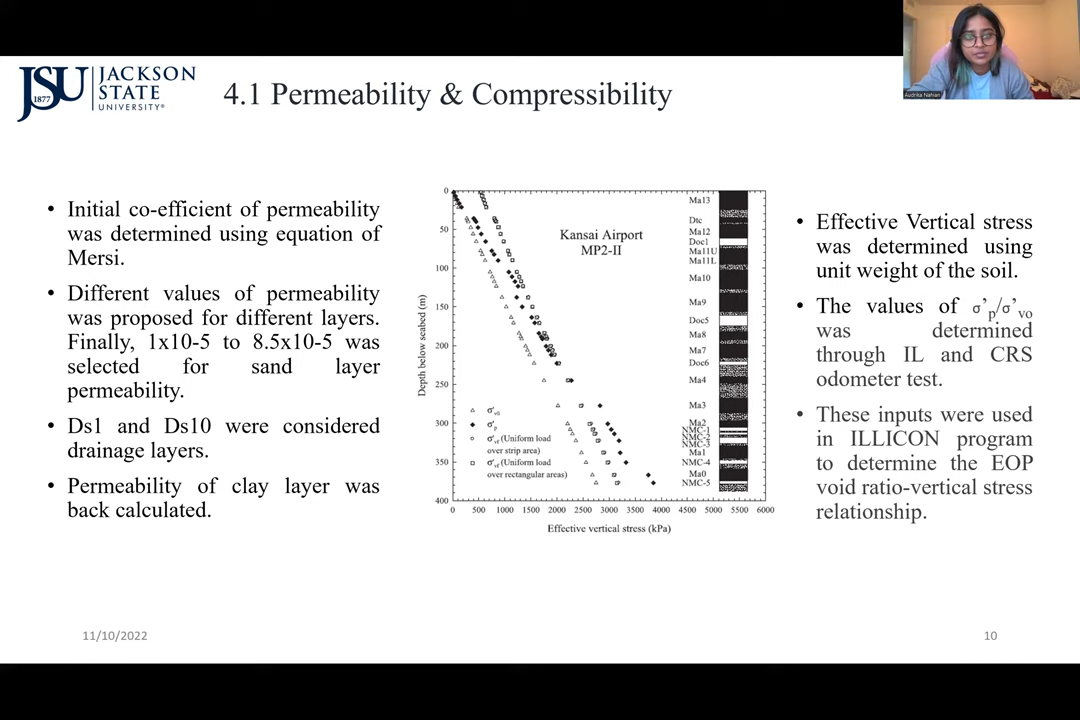 JSU
1877
JACKSON
STATE
UNIVERSITY®
4.1 Permeability & Compressibility
Audrika Nahian
• Initial co-efficient of permeability
was determined using equation of
Mersi.
• Different values of permeability
was proposed for different layers.
Finally, 1x10-5 to 8.5x10-5 was
selected for sand layer
permeability.
• Ds1 and Ds10 were considered
drainage layers.
• Permeability of clay layer was
back calculated.
Kansai Airport
MP2-II
Depth below seabed (m)
0
50
100
150
200
250
300
350
400
Ma13
Dtc
Ma12
Doc1
Ma11U
Ma11L
Ma10
Ma9
Doc5
Ma8
Ma7
Doc6
Ma4
Ma3
Ma2
NMC-1
NMC-2
NMC-3
Ma1
NMC-4
Ma0
NMC-5
σ'v0
σ'p
σ'vf (Uniform load
over strip area)
σ'vf (Uniform load
over rectangular areas)
0 500 1000 1500 2000 2500 3000 3500 4000 4500 5000 5500 6000
Effective vertical stress (kPa)
• Effective Vertical stress
was determined using
unit weight of the soil.
• The values of σ'p/σ'vo
was determined
through IL and CRS
odometer test.
• These inputs were used
in ILLICON program
to determine the EOP
void ratio-vertical stress
relationship.
11/10/2022
10